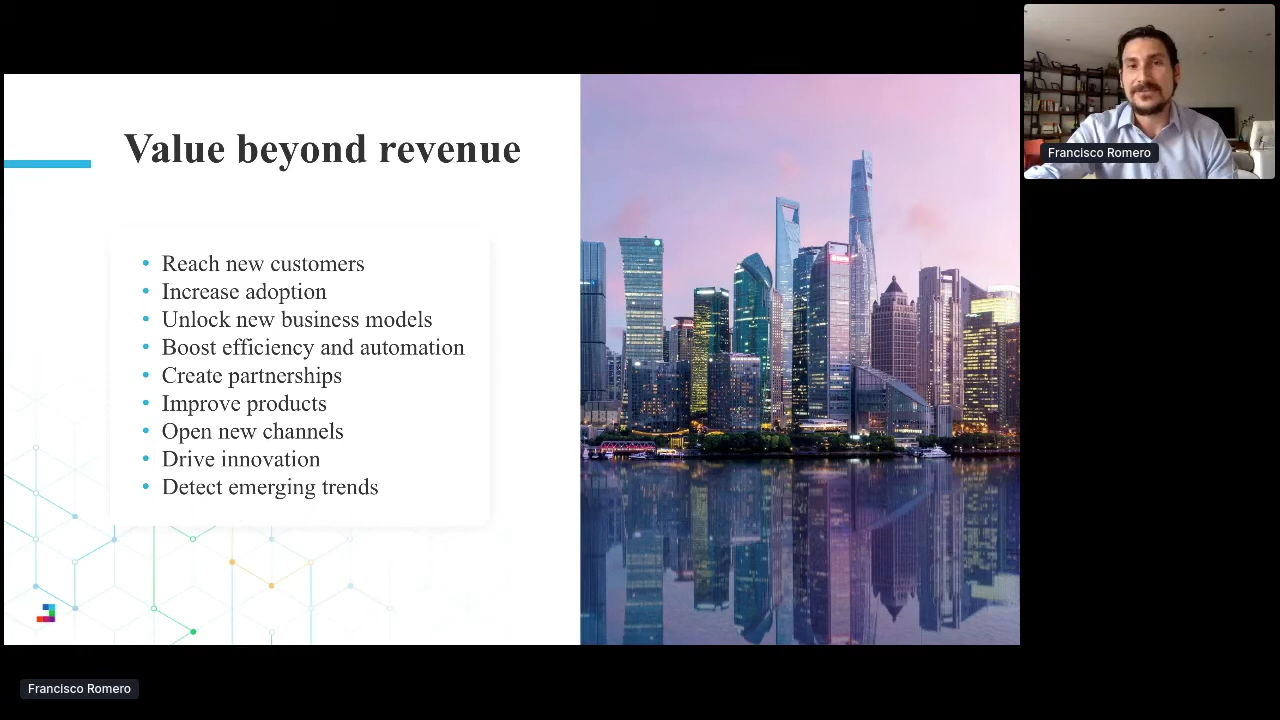 Value beyond revenue
Reach new customers
Increase adoption
Unlock new business models
Boost efficiency and automation
Create partnerships
Improve products
Open new channels
Drive innovation
Detect emerging trends
Francisco Romero
Francisco Romero